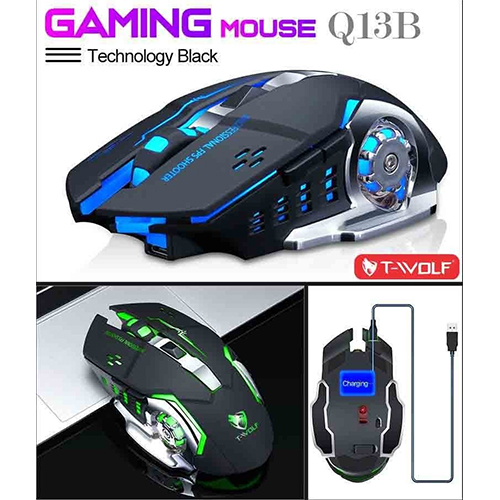 GAMING MOUSE Q13B
Technology Black
PROFESSIONAL FPS SHOOTER
T-WOLF
T-WOLF
Charging